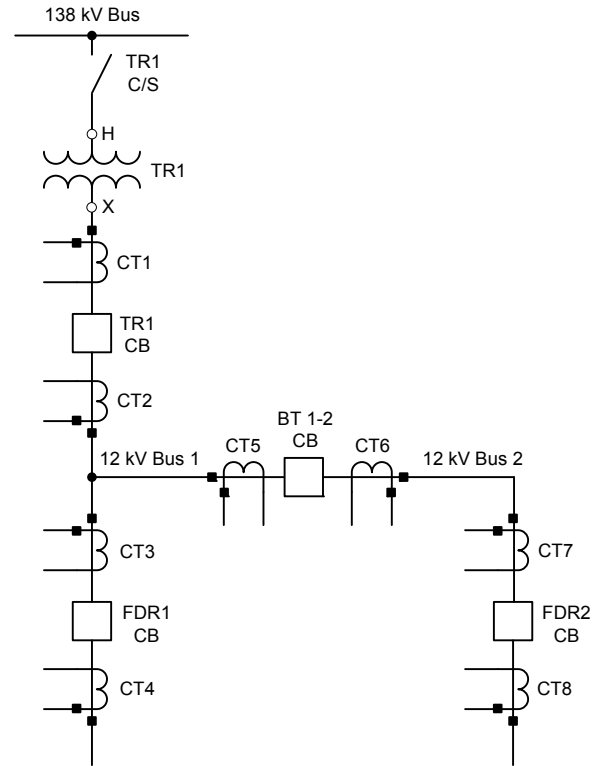 138 kV Bus
TR1
C/S
H
TR1
X
CT1
TR1
CB
CT2
BT 1-2
CB
CT5
CT6
12 kV Bus 1
12 kV Bus 2
CT3
CT7
FDR1
CB
FDR2
CB
CT4
CT8